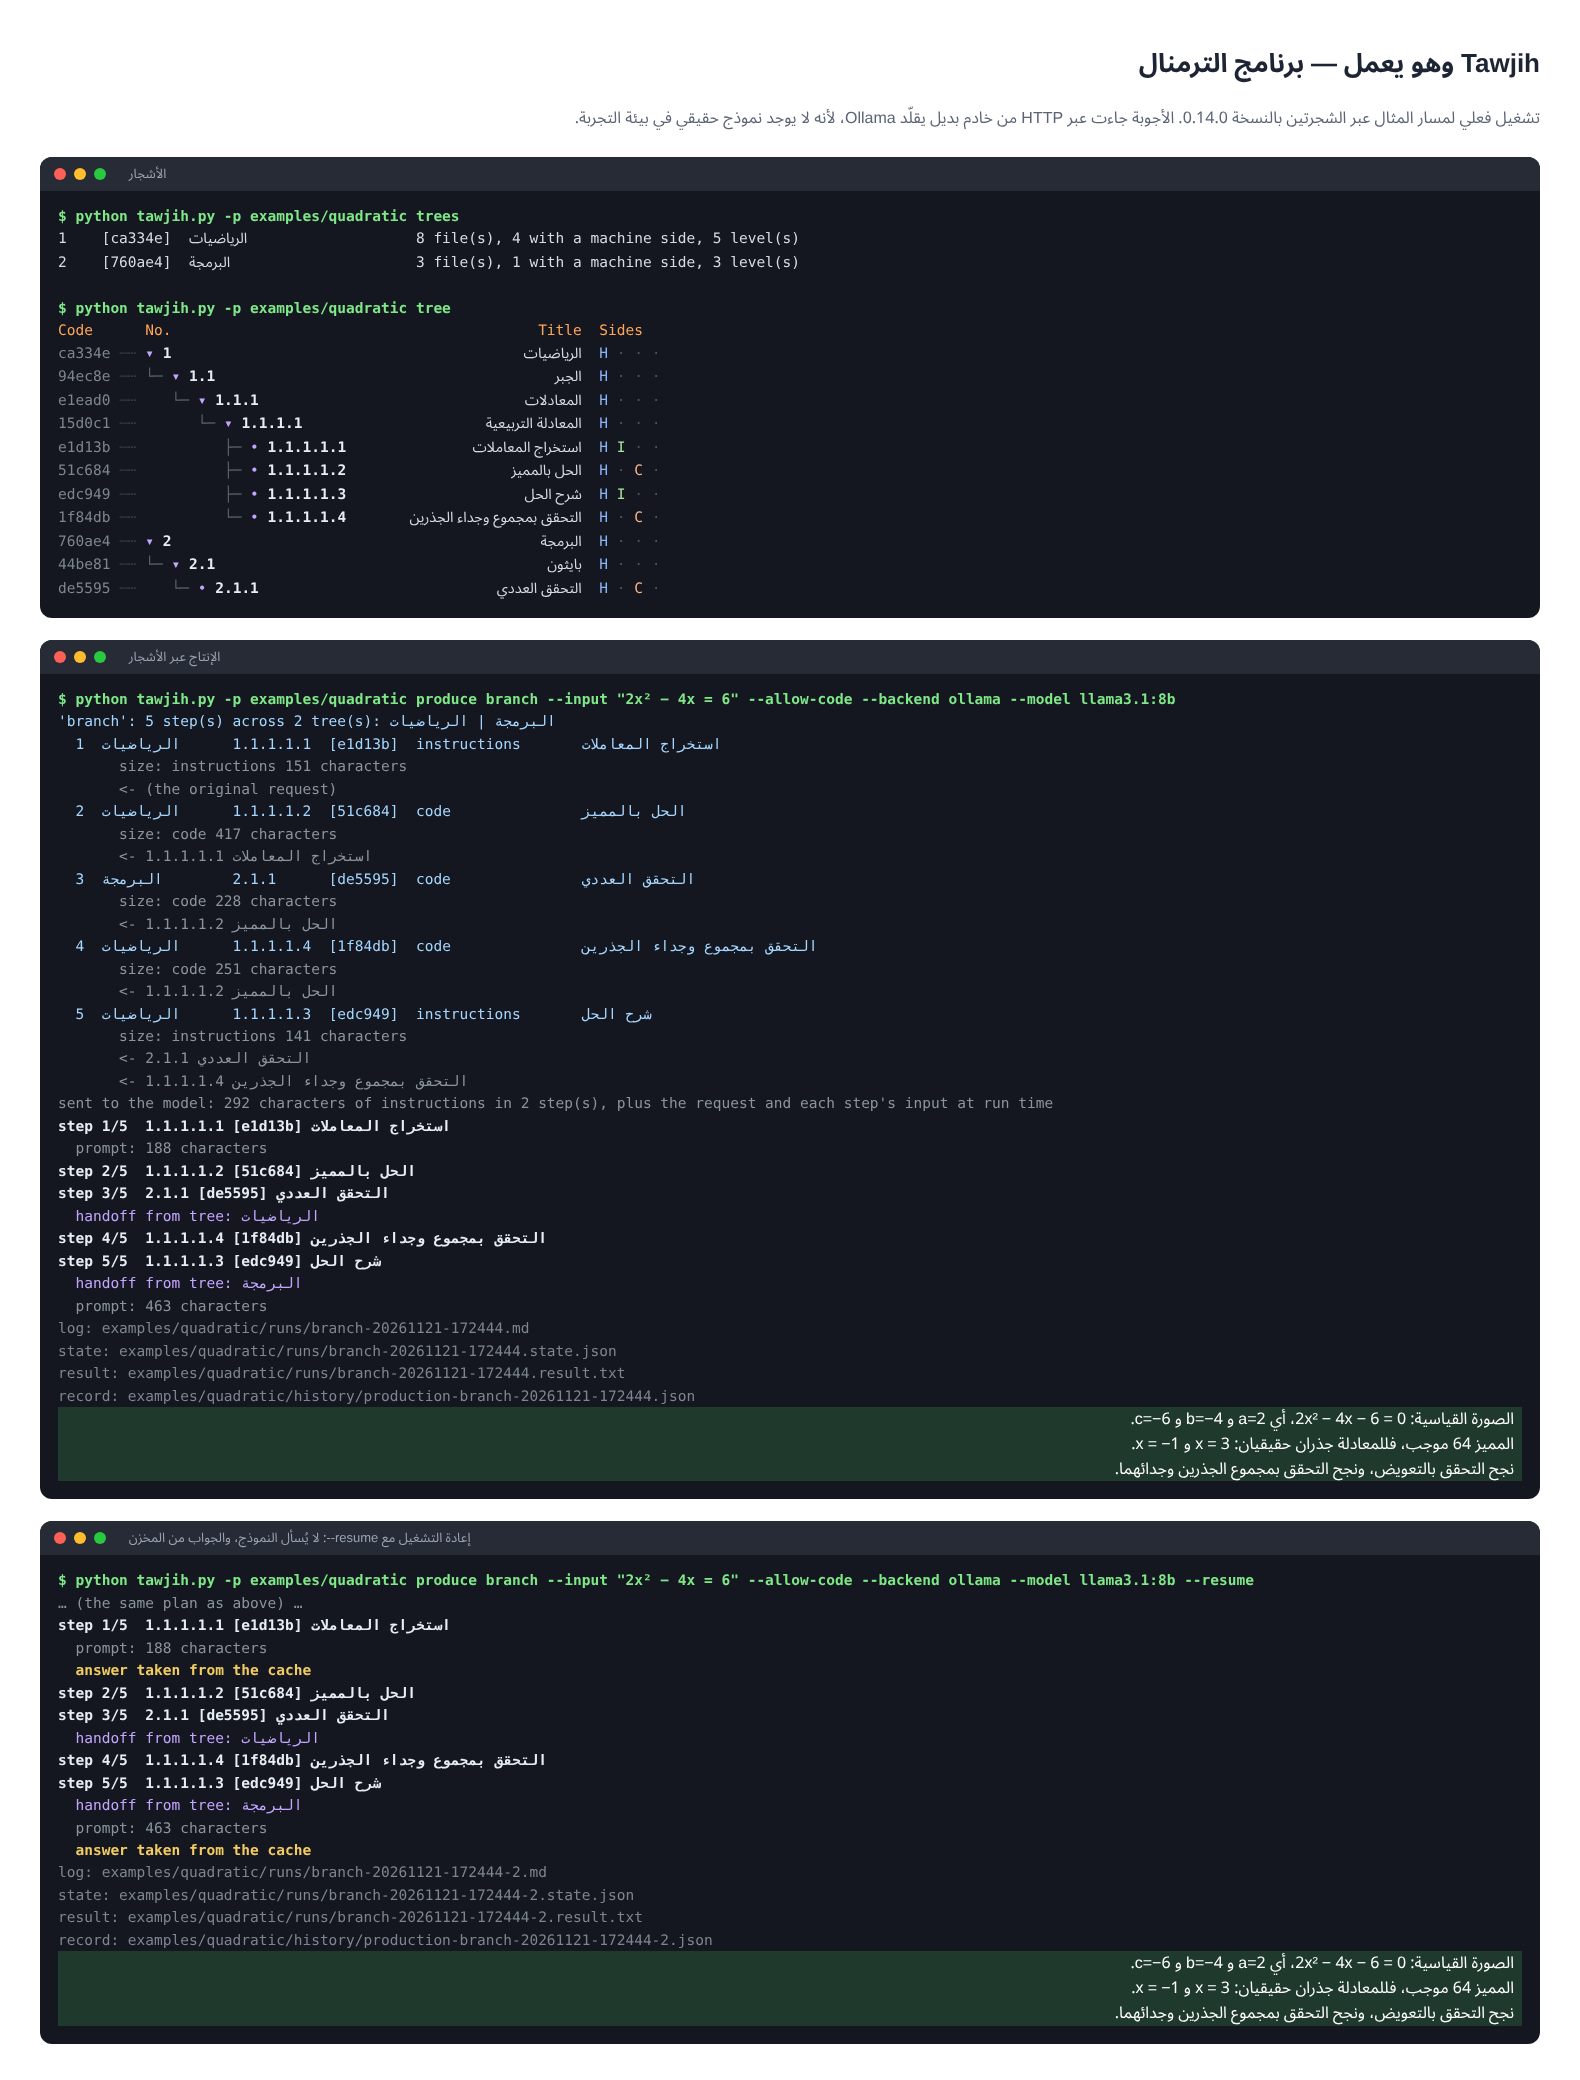 Tawjih وهو يعمل — برنامج الترمنال
تشغيل فعلي لمسار المثال عبر الشجرتين بالنسخة 0.14.0. الأجوبة جاءت عبر HTTP من خادم بديل يقلّد Ollama، لأنه لا يوجد نموذج حقيقي في بيئة التجربة.
الأشجار
$ python tawjih.py -p examples/quadratic trees
1    [ca334e]  الرياضيات    8 file(s), 4 with a machine side, 5 level(s)
2    [760ae4]  البرمجة    3 file(s), 1 with a machine side, 3 level(s)
$ python tawjih.py -p examples/quadratic tree
Code      No.    Title  Sides
ca334e ── ▾ 1    الرياضيات  H · · ·
94ec8e ── └─ ▾ 1.1    الجبر  H · · ·
e1ead0 ──    └─ ▾ 1.1.1    المعادلات  H · · ·
15d0c1 ──       └─ ▾ 1.1.1.1    المعادلة التربيعية  H · · ·
e1d13b ──          ├─ • 1.1.1.1.1    استخراج المعاملات  H I · ·
51c684 ──          ├─ • 1.1.1.1.2    الحل بالمميز  H · C ·
edc949 ──          ├─ • 1.1.1.1.3    شرح الحل  H I · ·
1f84db ──          └─ • 1.1.1.1.4    التحقق بمجموع وجداء الجذرين  H · C ·
760ae4 ── ▾ 2    البرمجة  H · · ·
44be81 ── └─ ▾ 2.1    بايثون  H · · ·
de5595 ──    └─ • 2.1.1    التحقق العددي  H · C ·
الإنتاج عبر الأشجار
$ python tawjih.py -p examples/quadratic produce branch --input "2x² − 4x = 6" --allow-code --backend ollama --model llama3.1:8b
'branch': 5 step(s) across 2 tree(s): الرياضيات | البرمجة
1  الرياضيات    1.1.1.1.1  [e1d13b]  instructions    استخراج المعاملات
size: instructions 151 characters
<- (the original request)
2  الرياضيات    1.1.1.1.2  [51c684]  code    الحل بالمميز
size: code 417 characters
<- 1.1.1.1.1 استخراج المعاملات
3  البرمجة    2.1.1    [de5595]  code    التحقق العددي
size: code 228 characters
<- 1.1.1.1.2 الحل بالمميز
4  الرياضيات    1.1.1.1.4  [1f84db]  code    التحقق بمجموع وجداء الجذرين
size: code 251 characters
<- 1.1.1.1.2 الحل بالمميز
5  الرياضيات    1.1.1.1.3  [edc949]  instructions    شرح الحل
size: instructions 141 characters
<- 2.1.1 التحقق العددي
<- 1.1.1.1.4 التحقق بمجموع وجداء الجذرين
sent to the model: 292 characters of instructions in 2 step(s), plus the request and each step's input at run time
step 1/5  1.1.1.1.1 [e1d13b] استخراج المعاملات
prompt: 188 characters
step 2/5  1.1.1.1.2 [51c684] الحل بالمميز
step 3/5  2.1.1 [de5595] التحقق العددي
handoff from tree: الرياضيات
step 4/5  1.1.1.1.4 [1f84db] التحقق بمجموع وجداء الجذرين
step 5/5  1.1.1.1.3 [edc949] شرح الحل
handoff from tree: البرمجة
prompt: 463 characters
log: examples/quadratic/runs/branch-20261121-172444.md
state: examples/quadratic/runs/branch-20261121-172444.state.json
result: examples/quadratic/runs/branch-20261121-172444.result.txt
record: examples/quadratic/history/production-branch-20261121-172444.json
الصورة القياسية: 2x² − 4x − 6 = 0، أي a=2 و b=−4 و c=−6.
المميز 64 موجب، فللمعادلة جذران حقيقيان: x = 3 و x = −1.
نجح التحقق بالتعويض، ونجح التحقق بمجموع الجذرين وجدائهما.
إعادة التشغيل مع --resume: لا يُسأل النموذج، والجواب من المخزن
$ python tawjih.py -p examples/quadratic produce branch --input "2x² − 4x = 6" --allow-code --backend ollama --model llama3.1:8b --resume
… (the same plan as above) …
step 1/5  1.1.1.1.1 [e1d13b] استخراج المعاملات
prompt: 188 characters
answer taken from the cache
step 2/5  1.1.1.1.2 [51c684] الحل بالمميز
step 3/5  2.1.1 [de5595] التحقق العددي
handoff from tree: الرياضيات
step 4/5  1.1.1.1.4 [1f84db] التحقق بمجموع وجداء الجذرين
step 5/5  1.1.1.1.3 [edc949] شرح الحل
handoff from tree: البرمجة
prompt: 463 characters
answer taken from the cache
log: examples/quadratic/runs/branch-20261121-172444-2.md
state: examples/quadratic/runs/branch-20261121-172444-2.state.json
result: examples/quadratic/runs/branch-20261121-172444-2.result.txt
record: examples/quadratic/history/production-branch-20261121-172444-2.json
الصورة القياسية: 2x² − 4x − 6 = 0، أي a=2 و b=−4 و c=−6.
المميز 64 موجب، فللمعادلة جذران حقيقيان: x = 3 و x = −1.
نجح التحقق بالتعويض، ونجح التحقق بمجموع الجذرين وجدائهما.